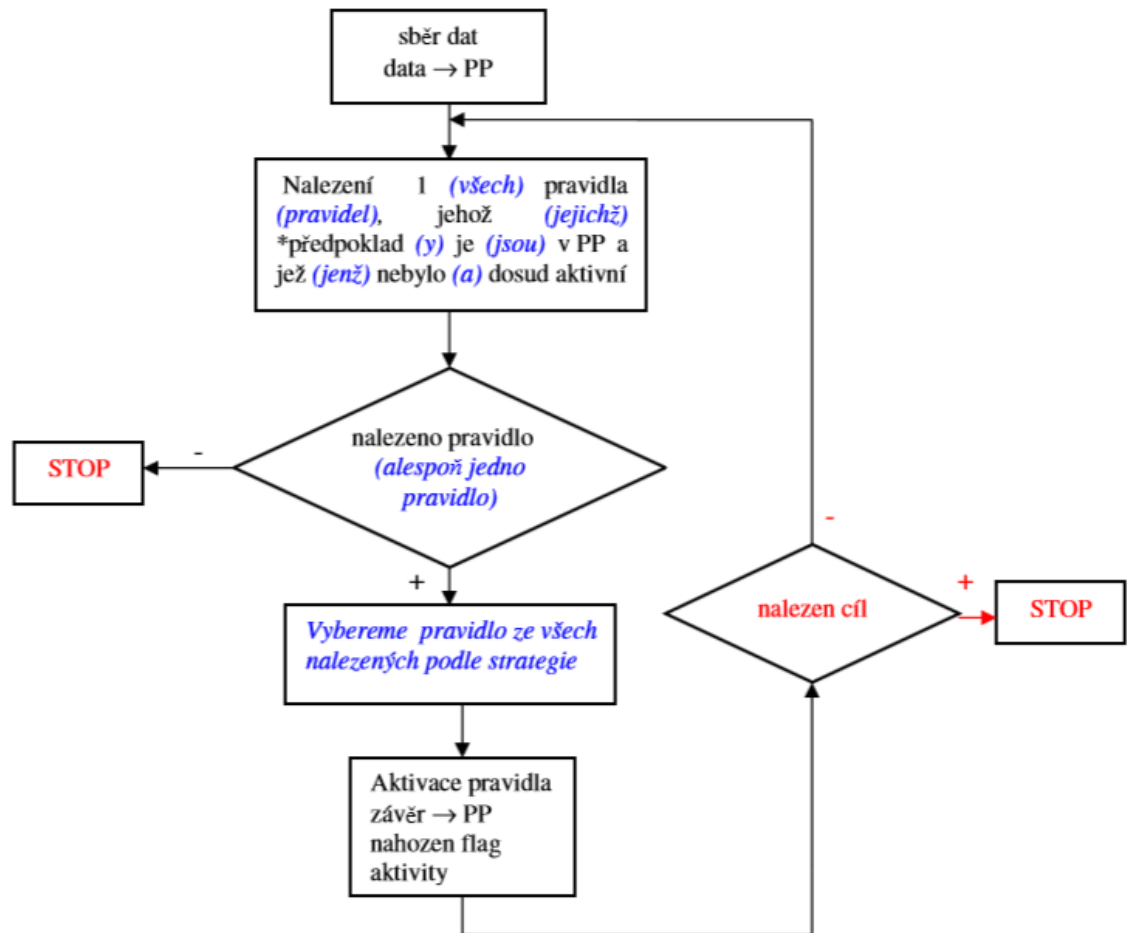 sběr dat
data → PP
Nalezení 1 (všech) pravidla
(pravidel), jehož (jejichž)
*předpoklad (y) je (jsou) v PP a
jež (jenž) nebylo (a) dosud aktivní
nalezeno pravidlo
(alespoň jedno
pravidlo)
-
STOP
+
Vybereme pravidlo ze všech
nalezených podle strategie
Aktivace pravidla
závěr → PP
nahozen flag
aktivity
nalezen cíl
-
+
STOP